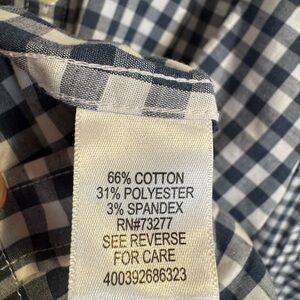 66% COTTON
31% POLYESTER
3% SPANDEX
RN#73277
SEE REVERSE
FOR CARE
400392686323